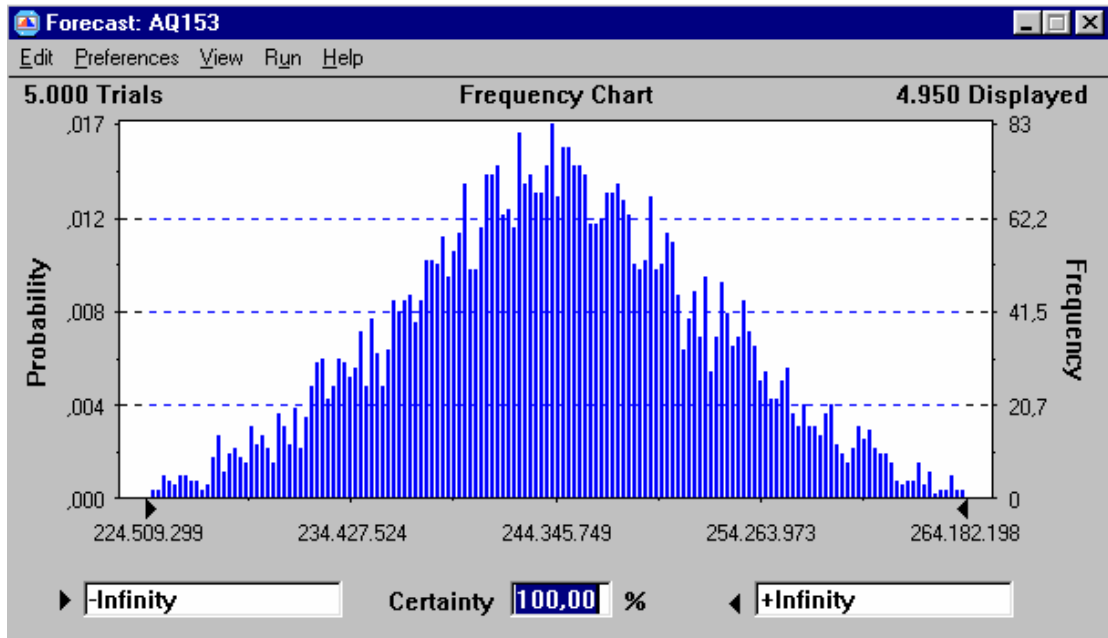 Forecast: AQ153
Edit Preferences View Run Help
5.000 Trials Frequency Chart 4.950 Displayed
,017 83
,012 62,2
,008 41,5
,004 20,7
,000 0
Probability
Frequency
224.509.299 234.427.524 244.345.749 254.263.973 264.182.198
-Infinity Certainty 100,00 % +Infinity